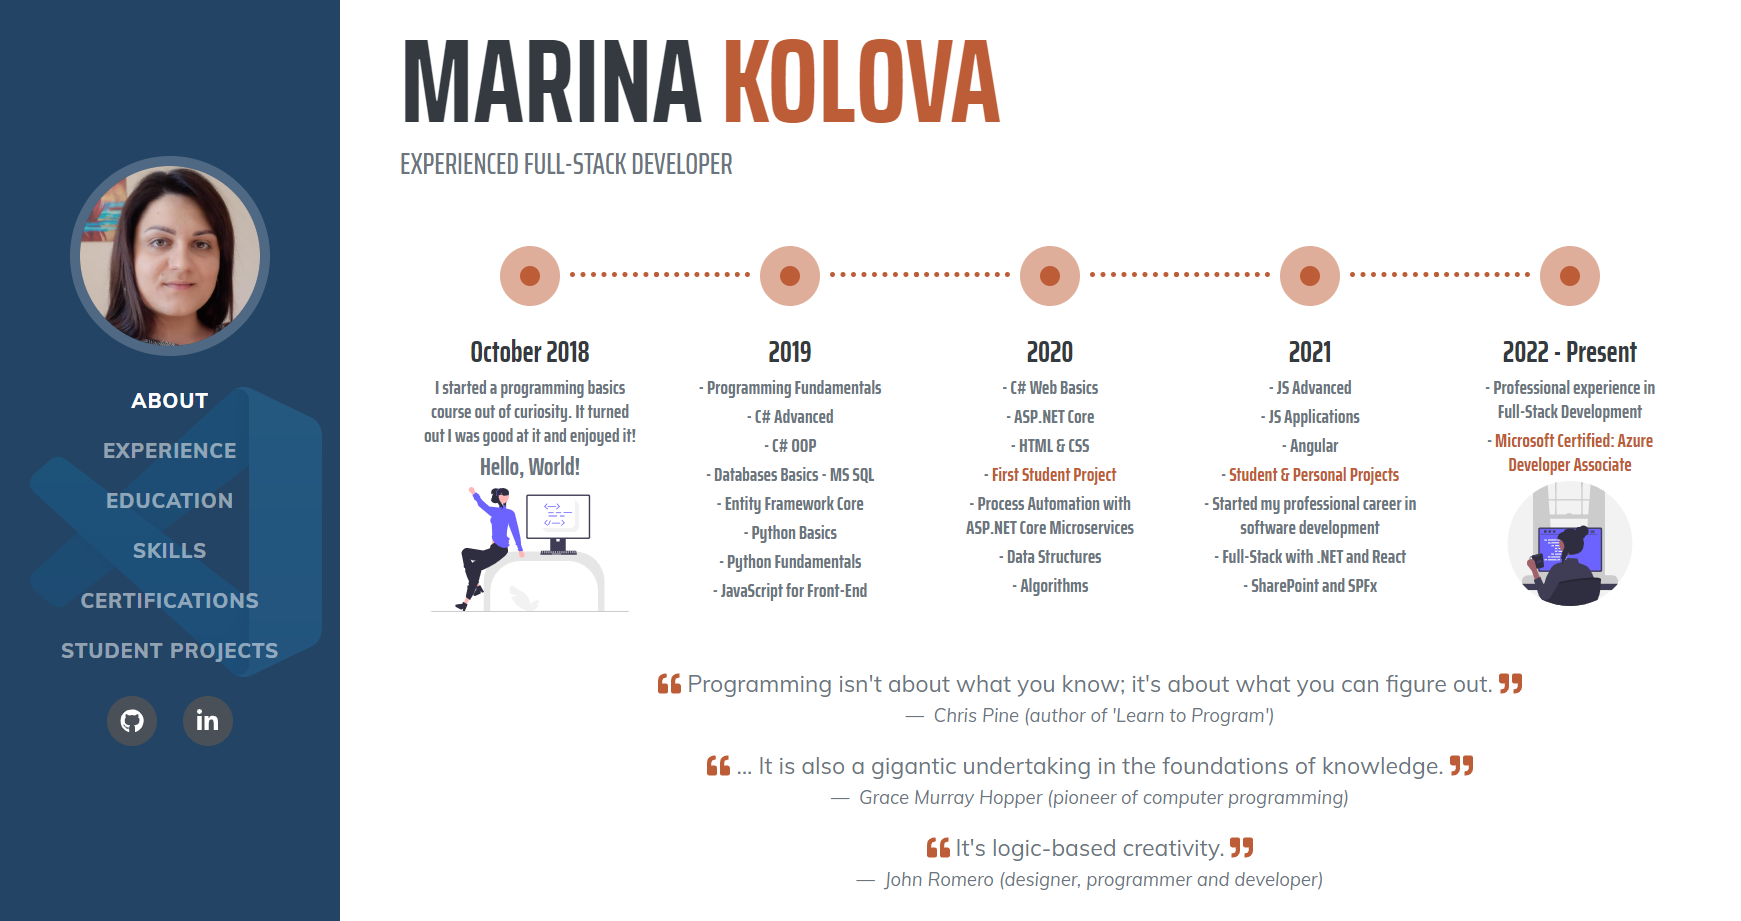 ABOUT
EXPERIENCE
EDUCATION
SKILLS
CERTIFICATIONS
STUDENT PROJECTS
in
MARINA KOLOVA
EXPERIENCED FULL-STACK DEVELOPER
October 2018
I started a programming basics
course out of curiosity. It turned
out I was good at it and enjoyed it!
Hello, World!
2019
- Programming Fundamentals
- C# Advanced
- C# OOP
- Databases Basics - MS SQL
- Entity Framework Core
- Python Basics
- Python Fundamentals
- JavaScript for Front-End
2020
- C# Web Basics
- ASP.NET Core
- HTML & CSS
- First Student Project
- Process Automation with
ASP.NET Core Microservices
- Data Structures
- Algorithms
2021
- JS Advanced
- JS Applications
- Angular
- Student & Personal Projects
- Started my professional career in
software development
- Full-Stack with .NET and React
- SharePoint and SPFx
2022 - Present
- Professional experience in
Full-Stack Development
- Microsoft Certified: Azure
Developer Associate
“ Programming isn't about what you know; it's about what you can figure out. ”
— Chris Pine (author of 'Learn to Program')
“ ... It is also a gigantic undertaking in the foundations of knowledge. ”
— Grace Murray Hopper (pioneer of computer programming)
“ It's logic-based creativity. ”
— John Romero (designer, programmer and developer)